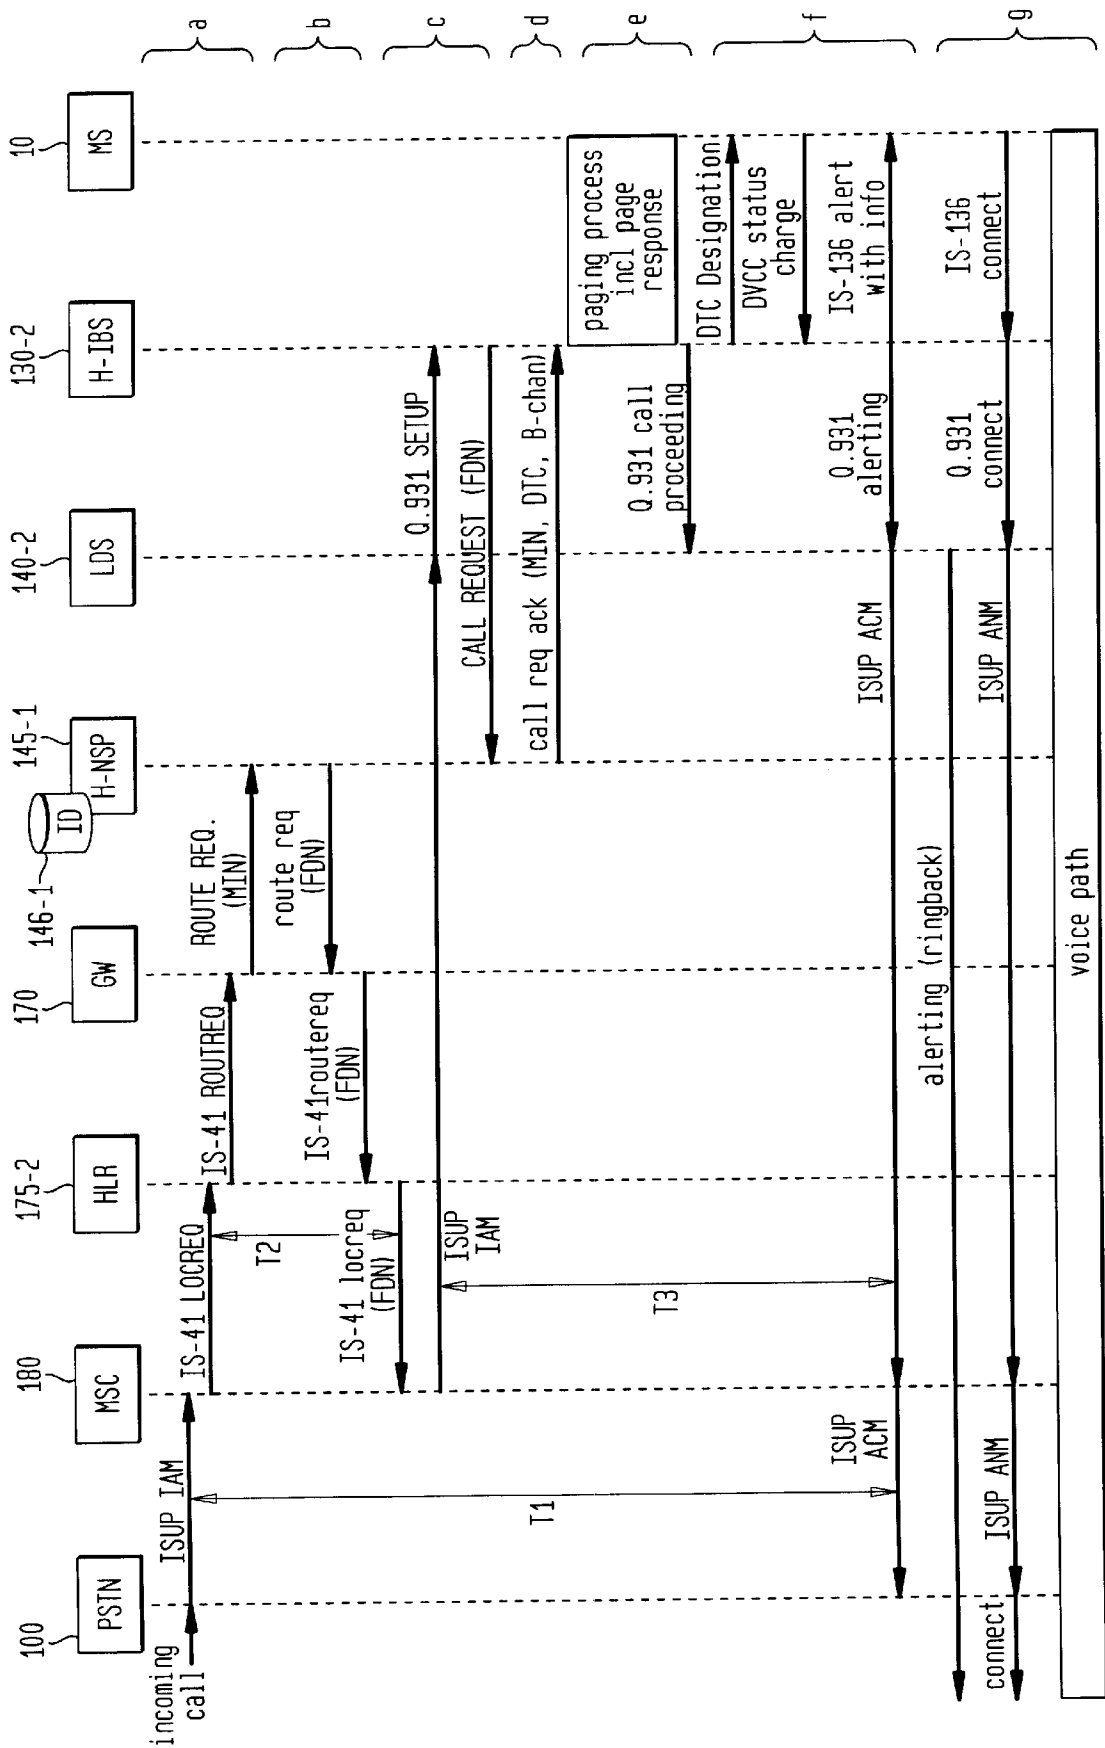 100
180
175-2
170
146-1
145-1
140-2
130-2
10
PSTN
MSC
HLR
GW
ID
H-NSP
LDS
H-IBS
MS
incoming
call
ISUP IAM
IS-41 LOCREQ
IS-41 ROUTREQ
ROUTE REQ.
(MIN)
a
T2
route req
(FDN)
IS-41routereq
(FDN)
IS-41 locreq
(FDN)
b
ISUP
IAM
Q.931 SETUP
CALL REQUEST (FDN)
c
call req ack (MIN, DTC, B-chan)
d
paging process
incl page
response
Q.931 call
proceeding
e
T1
T3
DTC Designation
DVCC status
charge
IS-136 alert
with info
Q.931
alerting
ISUP ACM
ISUP
ACM
f
alerting (ringback)
IS-136
connect
Q.931
connect
ISUP ANM
ISUP ANM
connect
g
voice path